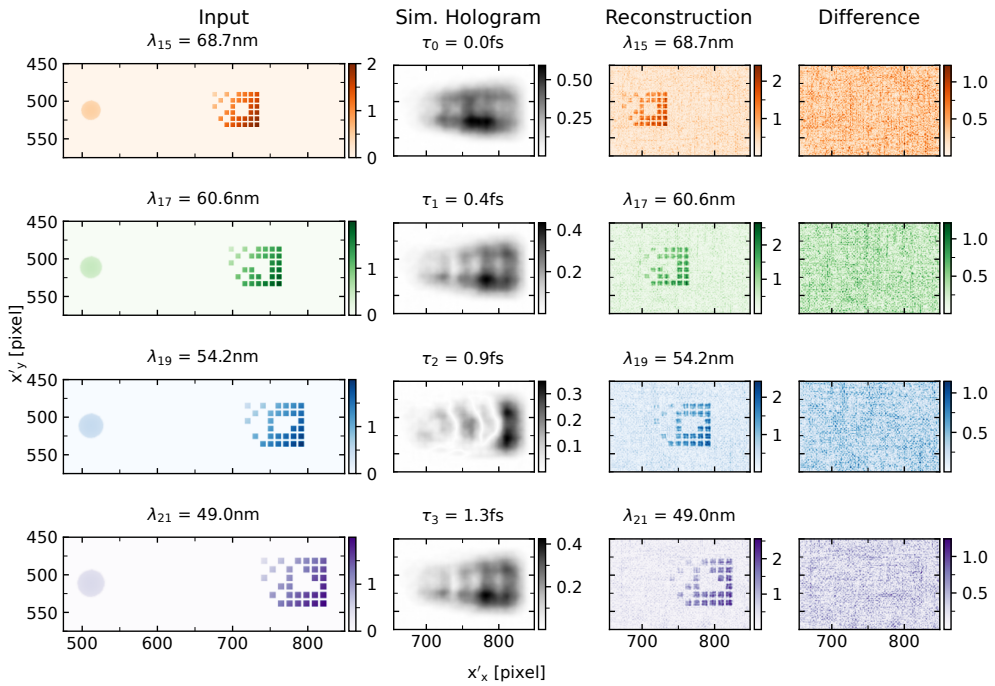 Input Sim. Hologram Reconstruction Difference
λ15 = 68.7nm τ0 = 0.0fs λ15 = 68.7nm
450 500 575 2 1 0 0.50 0.25 2 1 1.0 0.5
λ17 = 60.6nm τ1 = 0.4fs λ17 = 60.6nm
450 500 575 1 0 0.4 0.2 2 1 1.0 0.5
x'y [pixel]
λ19 = 54.2nm τ2 = 0.9fs λ19 = 54.2nm
450 500 575 1 0 0.3 0.2 0.1 2 1 1.0 0.5
λ21 = 49.0nm τ3 = 1.3fs λ21 = 49.0nm
450 500 575 1 0 0.4 0.2 2 1 1.0 0.5
500 600 700 800 700 800 700 800 700 800
x'x [pixel]